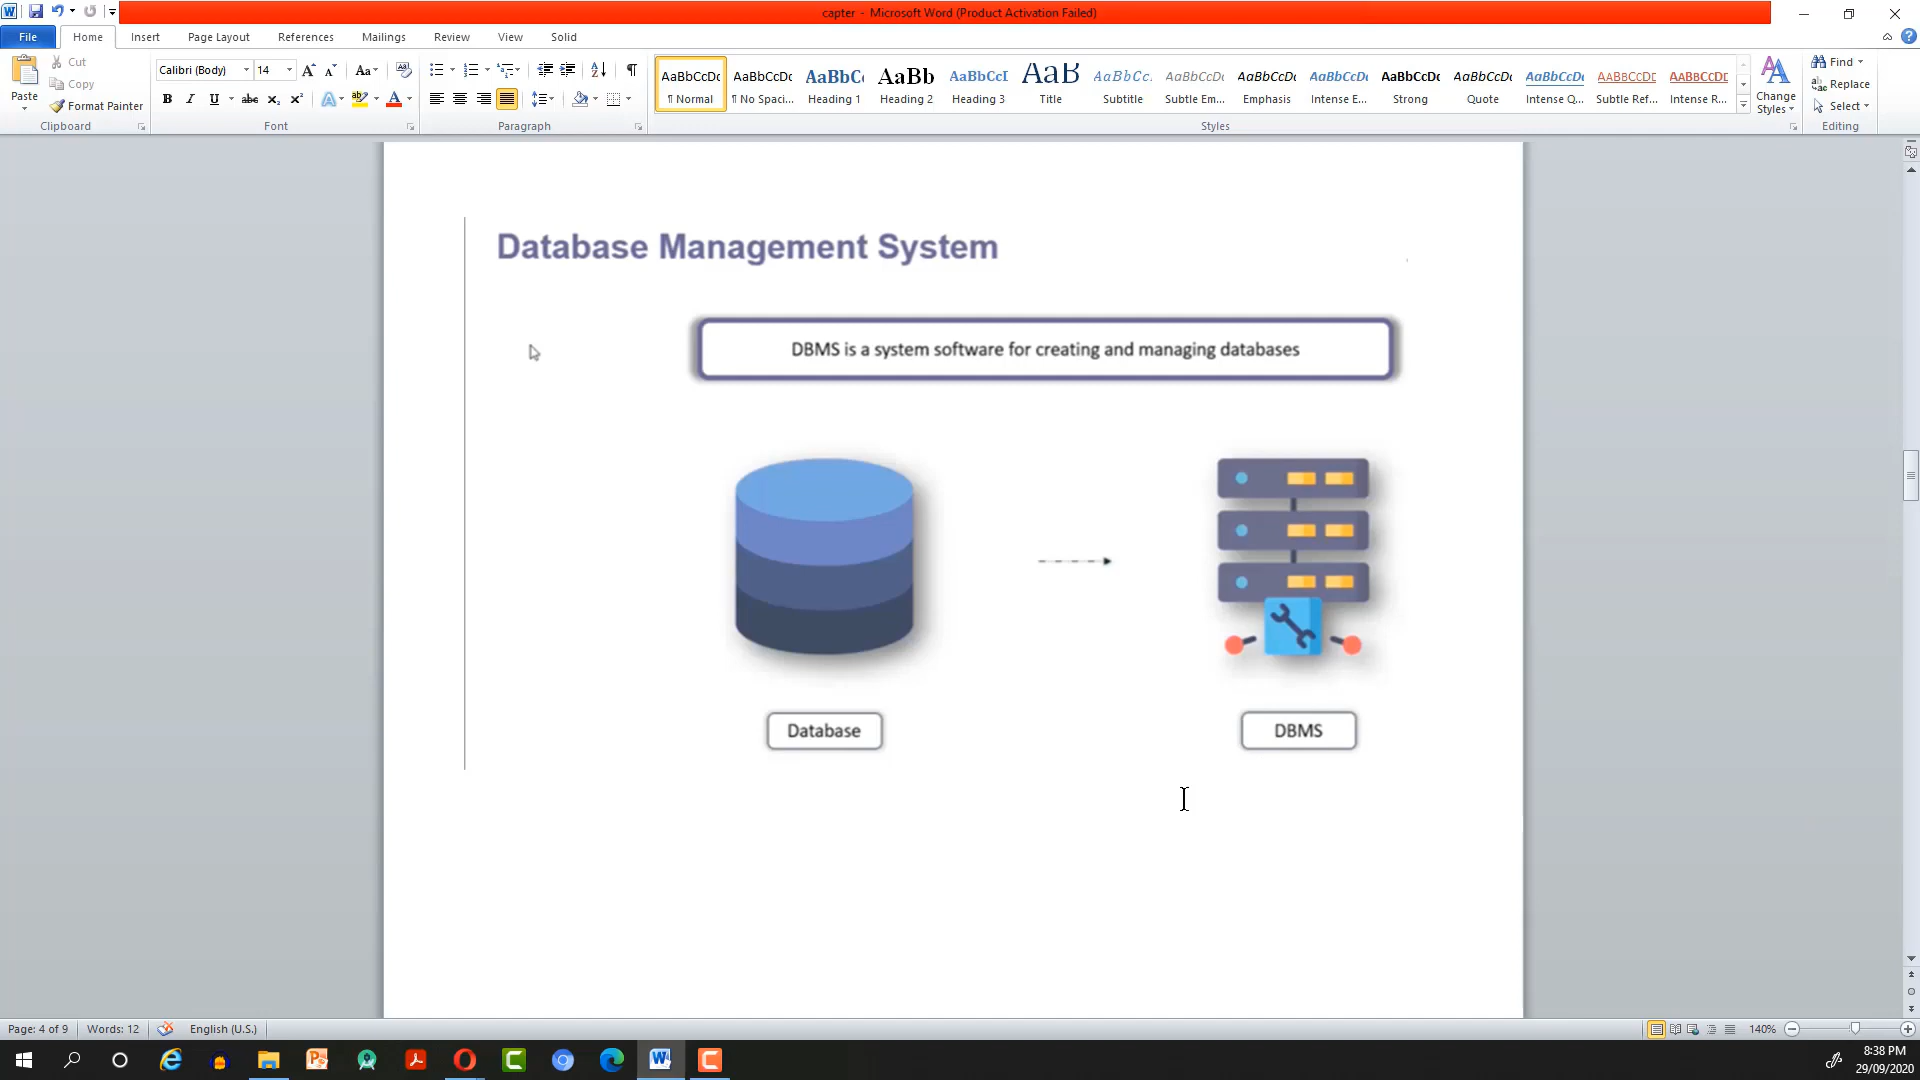 capter - Microsoft Word (Product Activation Failed)
File Home Insert Page Layout References Mailings Review View Solid
Paste
Cut
Copy
Format Painter
Clipboard
Calibri (Body) 14
Font
Paragraph
AaBbCcDc AaBbCcDc AaBbC AaBb AaBbCcI AaB AaBbCc. AaBbCcDc AaBbCcDc AaBbCcDc AaBbCcDc AaBbCcDc AaBbCcDc AABBCCDC AABBCCDC
¶ Normal ¶ No Spaci... Heading 1 Heading 2 Heading 3 Title Subtitle Subtle Em... Emphasis Intense E... Strong Quote Intense Q... Subtle Ref... Intense R...
Styles
Change
Styles
Find
Replace
Select
Editing
Database Management System
DBMS is a system software for creating and managing databases
Database
DBMS
Page: 4 of 9 Words: 12 English (U.S.) 140%
8:38 PM
29/09/2020